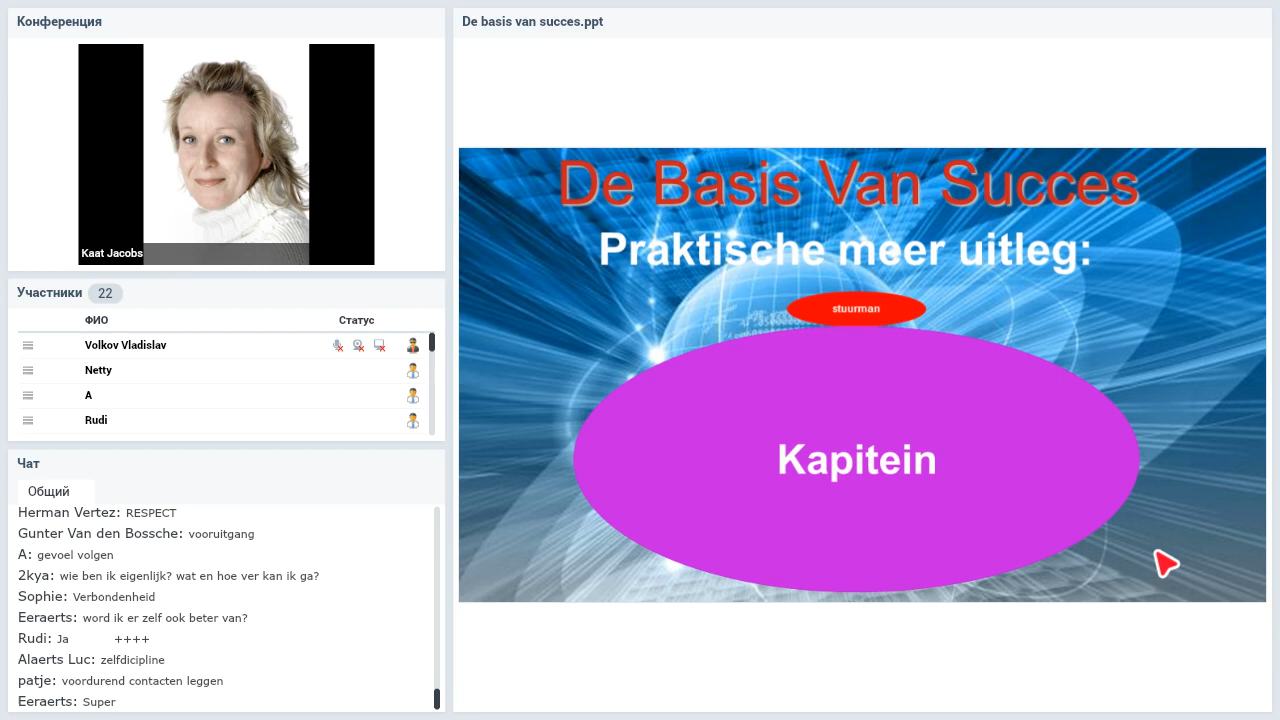 Конференция
Kaat Jacobs
Участники 22
ФИО Статус
Volkov Vladislav
Netty
A
Rudi
Чат
Общий
Herman Vertez: RESPECT
Gunter Van den Bossche: vooruitgang
A: gevoel volgen
2kya: wie ben ik eigenlijk? wat en hoe ver kan ik ga?
Sophie: Verbondenheid
Eeraerts: word ik er zelf ook beter van?
Rudi: Ja ++++
Alaerts Luc: zelfdicipline
patje: voordurend contacten leggen
Eeraerts: Super
De basis van succes.ppt
De Basis Van Succes
Praktische meer uitleg:
stuurman
Kapitein